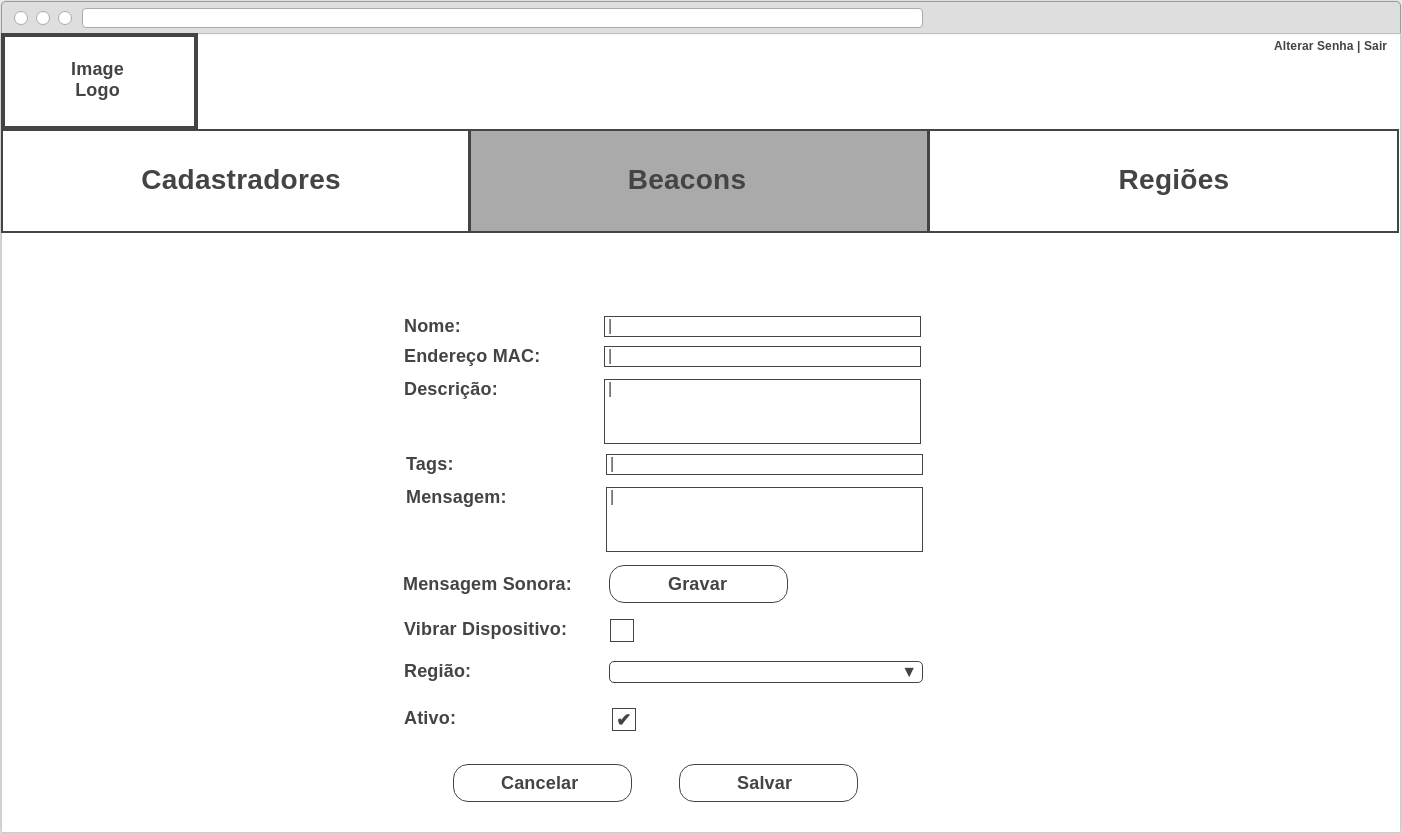 Alterar Senha | Sair
Image
Logo
Cadastradores
Beacons
Regiões
Nome:
Endereço MAC:
Descrição:
Tags:
Mensagem:
Mensagem Sonora:
Gravar
Vibrar Dispositivo:
Região:
Ativo:
Cancelar
Salvar